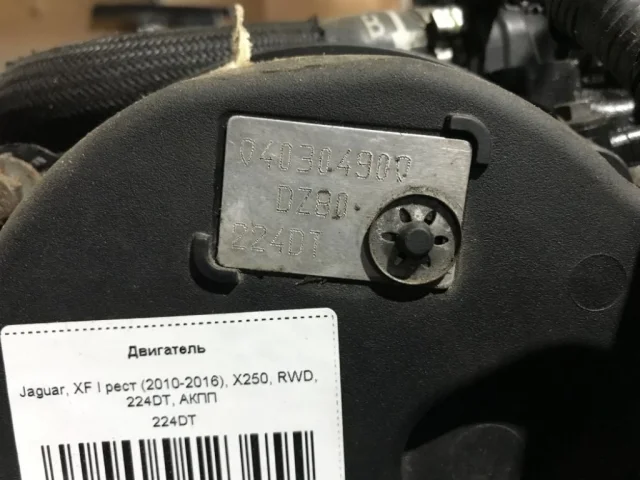 040304900
DZ80
224DT
Двигатель
Jaguar, XF I рест (2010-2016), X250, RWD,
224DT, АКПП
224DT